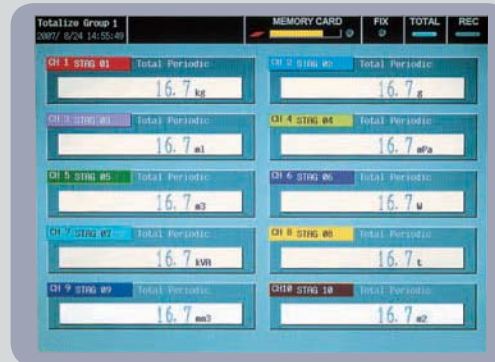 Totalize Group 1
2007/ 8/24 14:55:49
MEMORY CARD
FIX
TOTAL
REC
CH 1 STAG 01 Total Periodic
16.7 kg
CH 2 STAG 02 Total Periodic
16.7 g
CH 3 STAG 03 Total Periodic
16.7 ml
CH 4 STAG 04 Total Periodic
16.7 mPa
CH 5 STAG 05 Total Periodic
16.7 m3
CH 6 STAG 06 Total Periodic
16.7 W
CH 7 STAG 07 Total Periodic
16.7 kVA
CH 8 STAG 08 Total Periodic
16.7 t
CH 9 STAG 09 Total Periodic
16.7 mm3
CH10 STAG 10 Total Periodic
16.7 m2